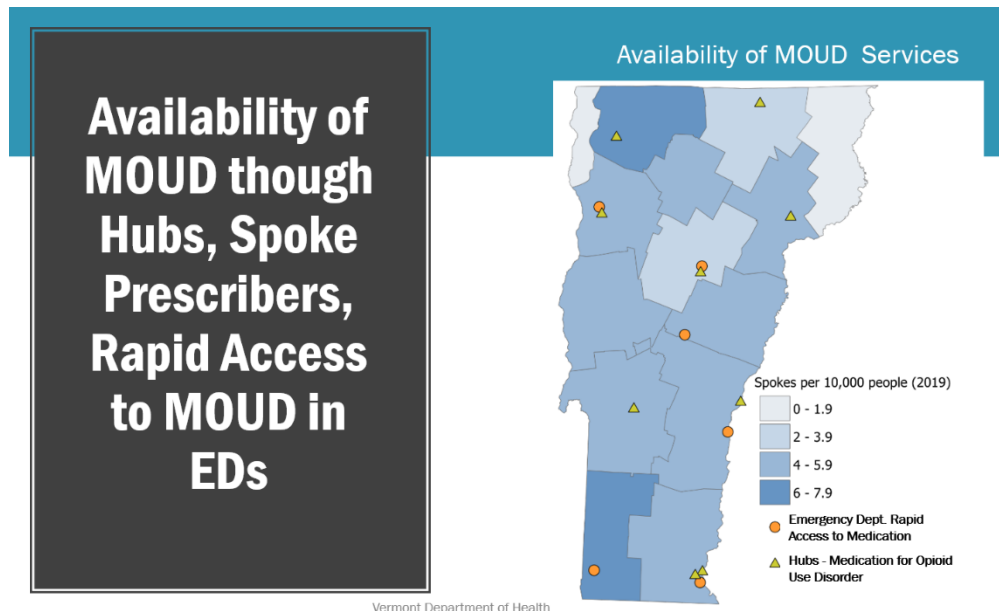 Availability of
MOUD though
Hubs, Spoke
Prescribers,
Rapid Access
to MOUD in
EDs
Availability of MOUD Services
Spokes per 10,000 people (2019)
0 - 1.9
2 - 3.9
4 - 5.9
6 - 7.9
Emergency Dept. Rapid
Access to Medication
Hubs - Medication for Opioid
Use Disorder
Vermont Department of Health